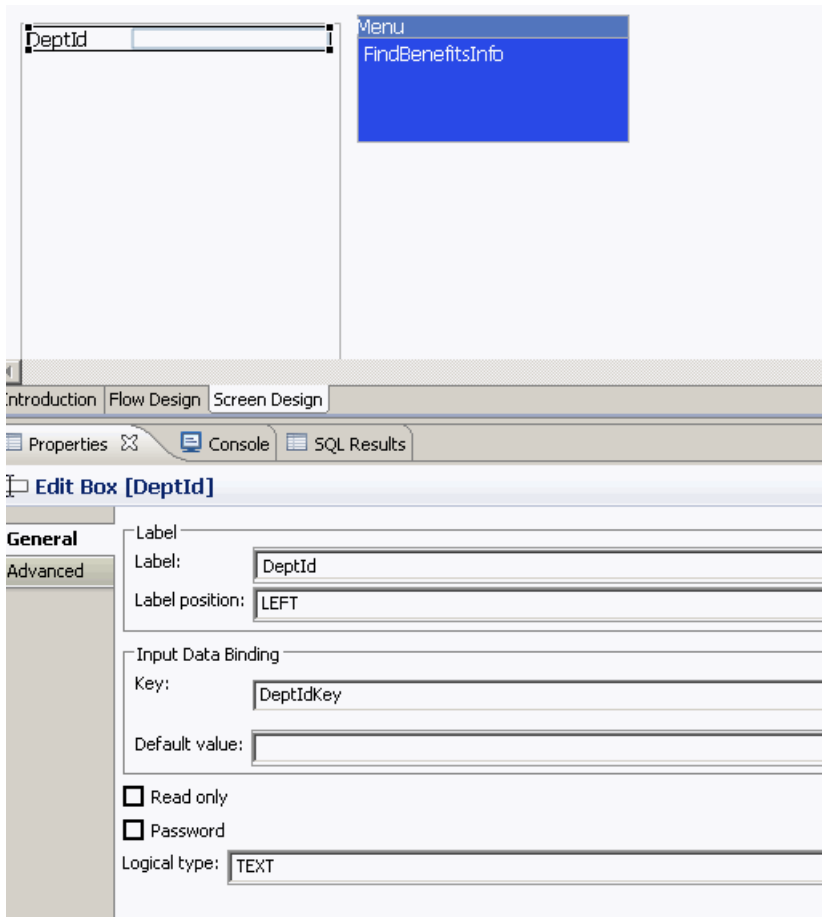 DeptId
Menu
FindBenefitsInfo
Introduction Flow Design Screen Design
Properties Console SQL Results
Edit Box [DeptId]
General
Advanced
Label
Label: DeptId
Label position: LEFT
Input Data Binding
Key: DeptIdKey
Default value:
Read only
Password
Logical type: TEXT